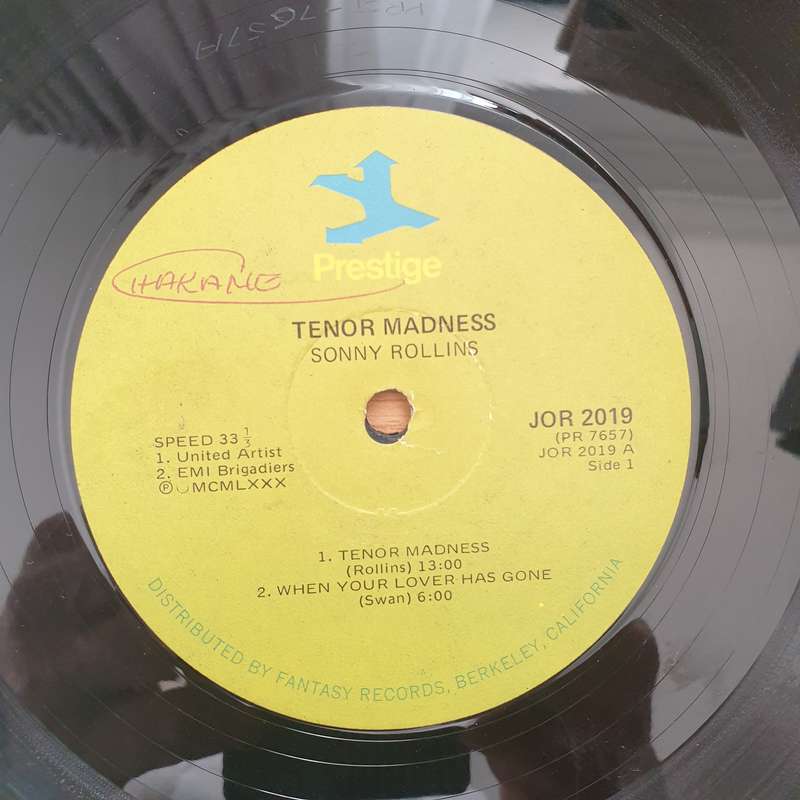 Prestige
HAKANE
TENOR MADNESS
SONNY ROLLINS
SPEED 33 1/3
1. United Artist
2. EMI Brigadiers
Ⓟ MCMLXXX
JOR 2019
(PR 7657)
JOR 2019 A
Side 1
1. TENOR MADNESS
(Rollins) 13:00
2. WHEN YOUR LOVER HAS GONE
(Swan) 6:00
DISTRIBUTED BY FANTASY RECORDS, BERKELEY, CALIFORNIA